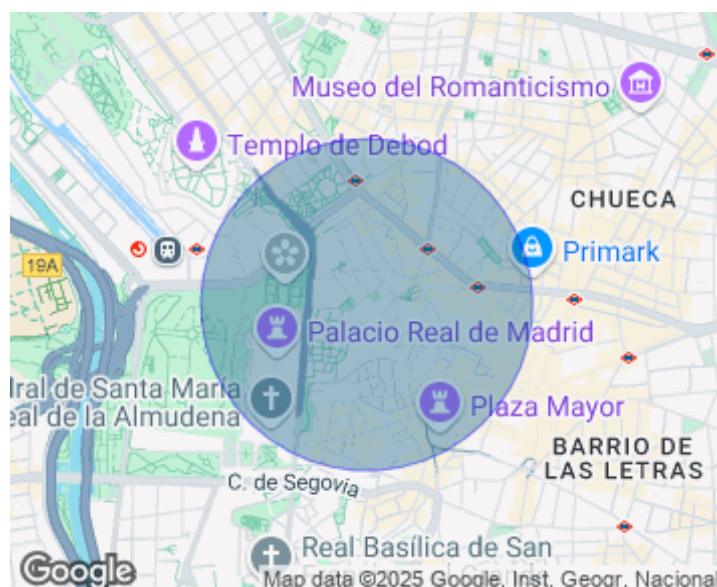 Museo del Romanticismo
Templo de Debod
CHUECA
Primark
19A
Palacio Real de Madrid
dral de Santa María
eal de la Almudena
Plaza Mayor
BARRIO DE
LAS LETRAS
C. de Segovia
Real Basílica de San
Google
Map data ©2025 Google, Inst. Geogr. Nacional